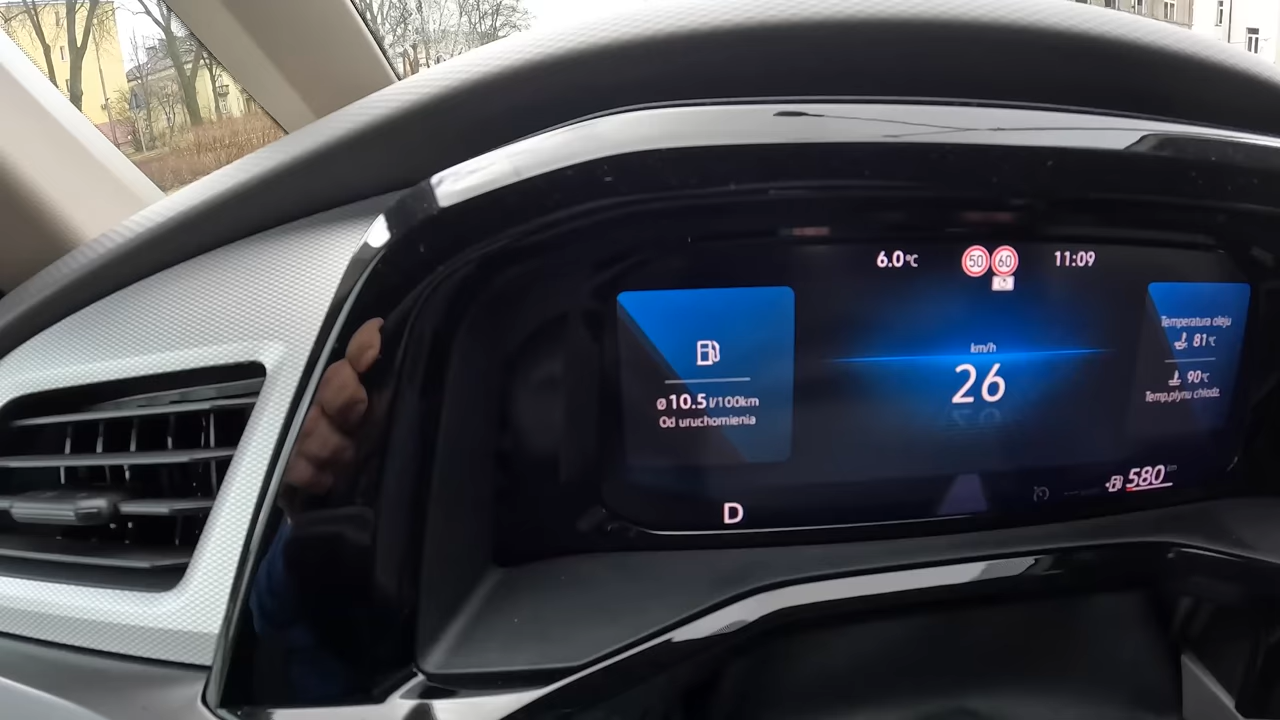 6.0°C 50 60 11:09
km/h
26
Ø 10.5 l/100km
Od uruchomienia
Temperatura oleju
81°C
90°C
Temp.płynu chłodz.
D
580 km